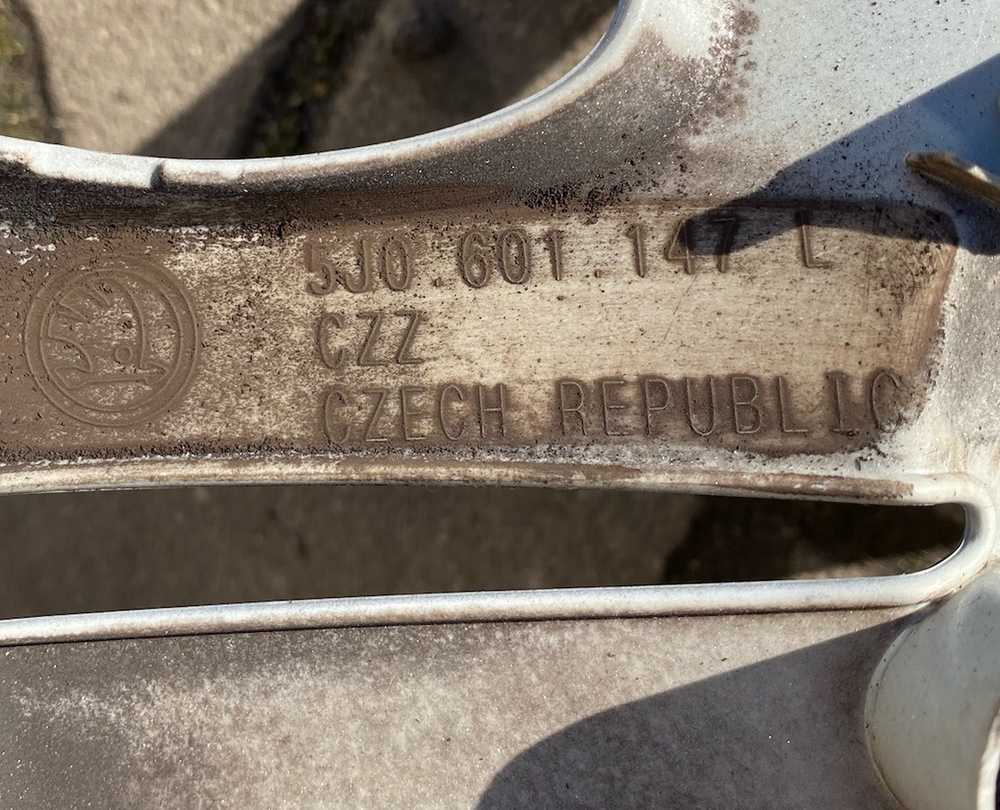 5J0.601.147 L
CZZ
CZECH REPUBLIC